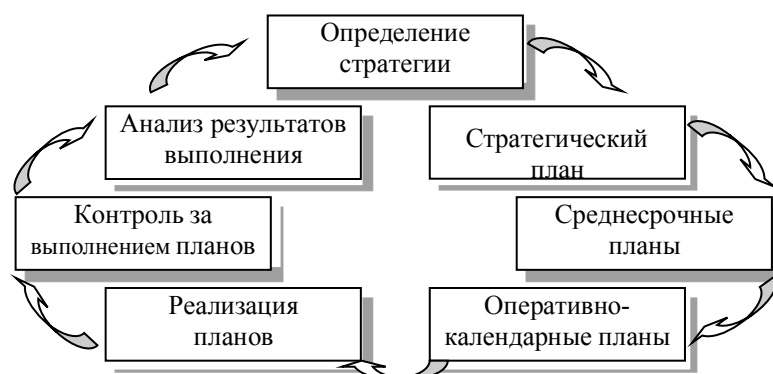 Определение
стратегии
Анализ результатов
выполнения
Стратегический
план
Контроль за
выполнением планов
Среднесрочные
планы
Реализация
планов
Оперативно-
календарные планы